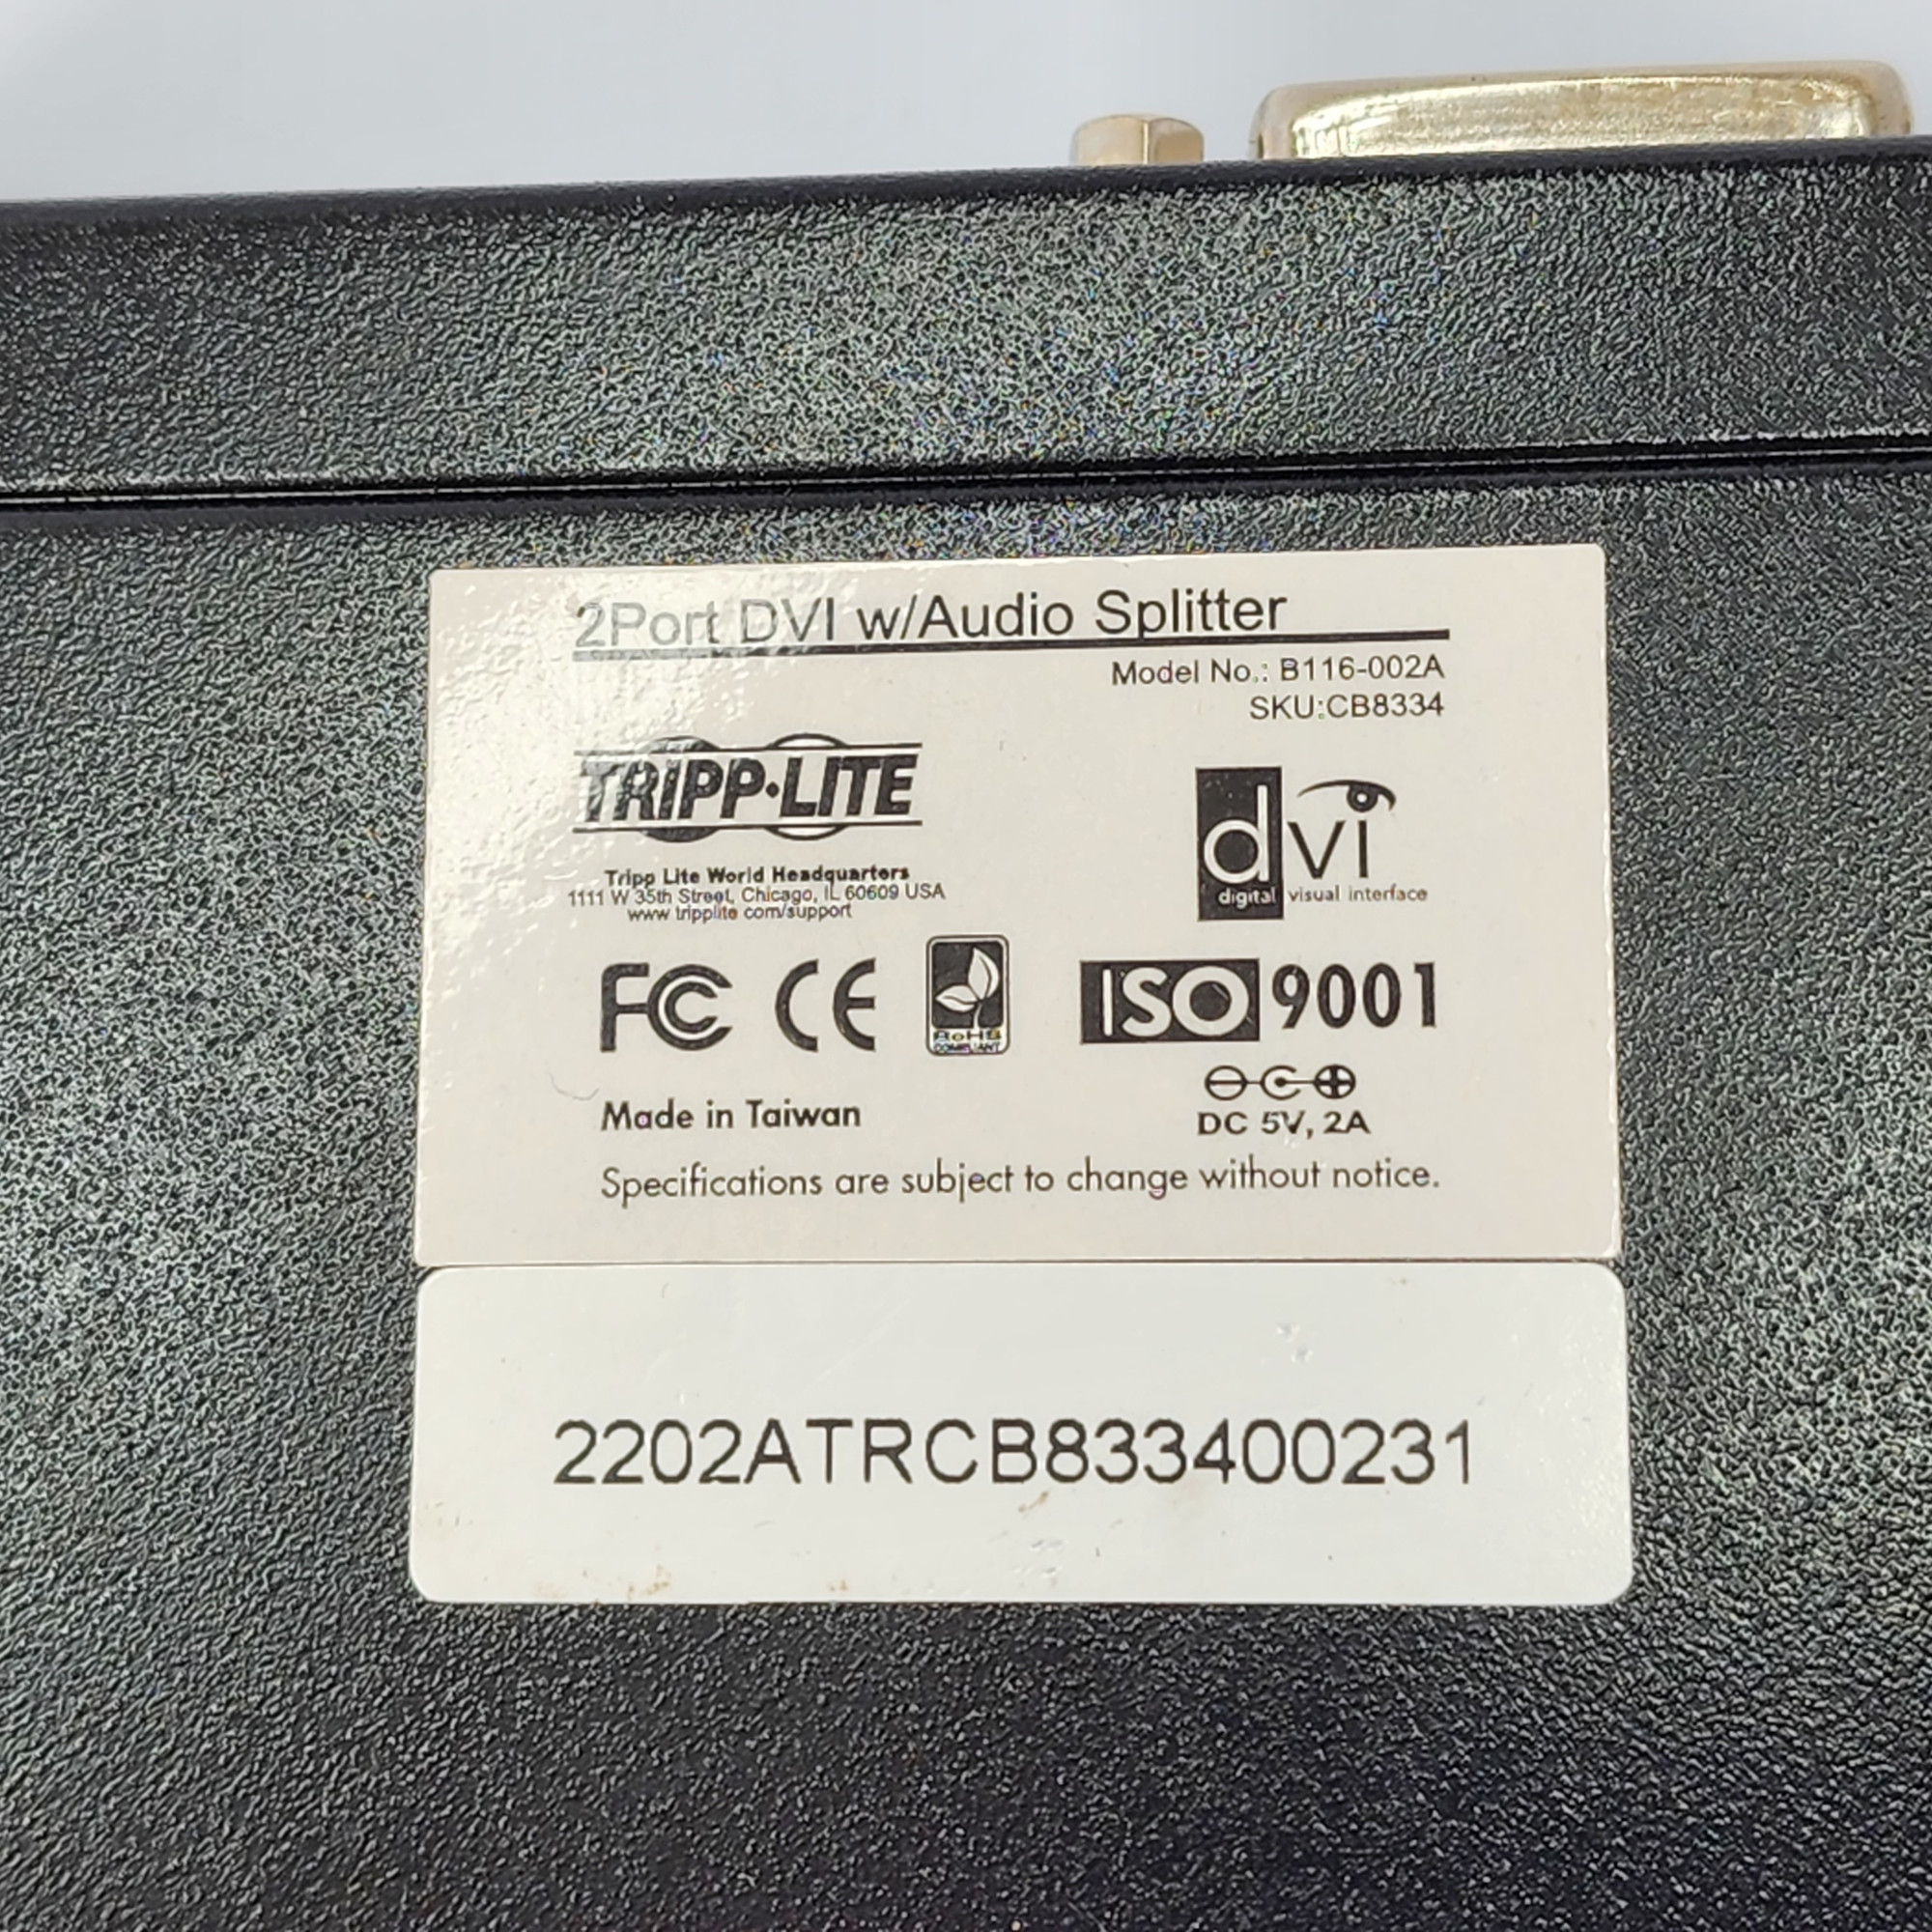 2Port DVI w/Audio Splitter
Model No.: B116-002A
SKU:CB8334
TRIPP·LITE
dvi
digital visual interface
Tripp Lite World Headquarters
1111 W 35th Street, Chicago, IL 60609 USA
www tripplite com/support
FC CE
RoHS
COMPLIANT
ISO 9001
DC 5V, 2A
Made in Taiwan
Specifications are subject to change without notice.
2202ATRCB833400231